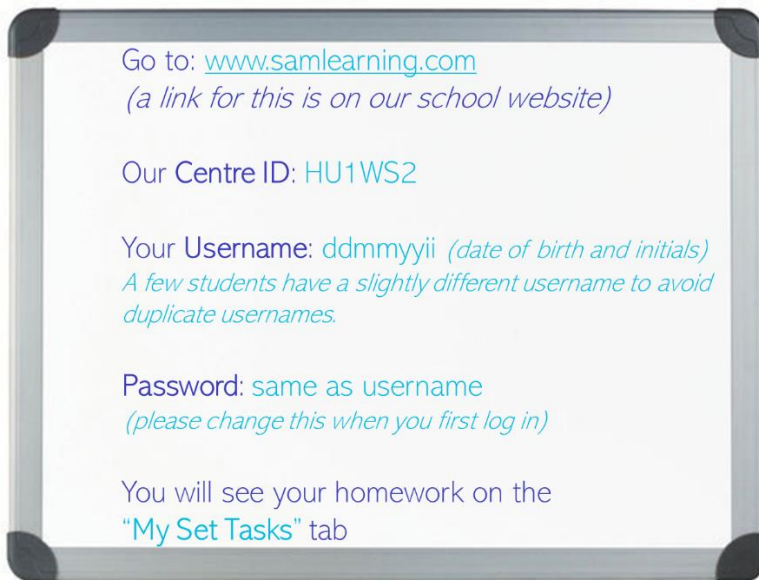 Go to: www.samlearning.com
(a link for this is on our school website)
Our Centre ID: HU1WS2
Your Username: ddmmyyii (date of birth and initials)
A few students have a slightly different username to avoid
duplicate usernames.
Password: same as username
(please change this when you first log in)
You will see your homework on the
“My Set Tasks” tab